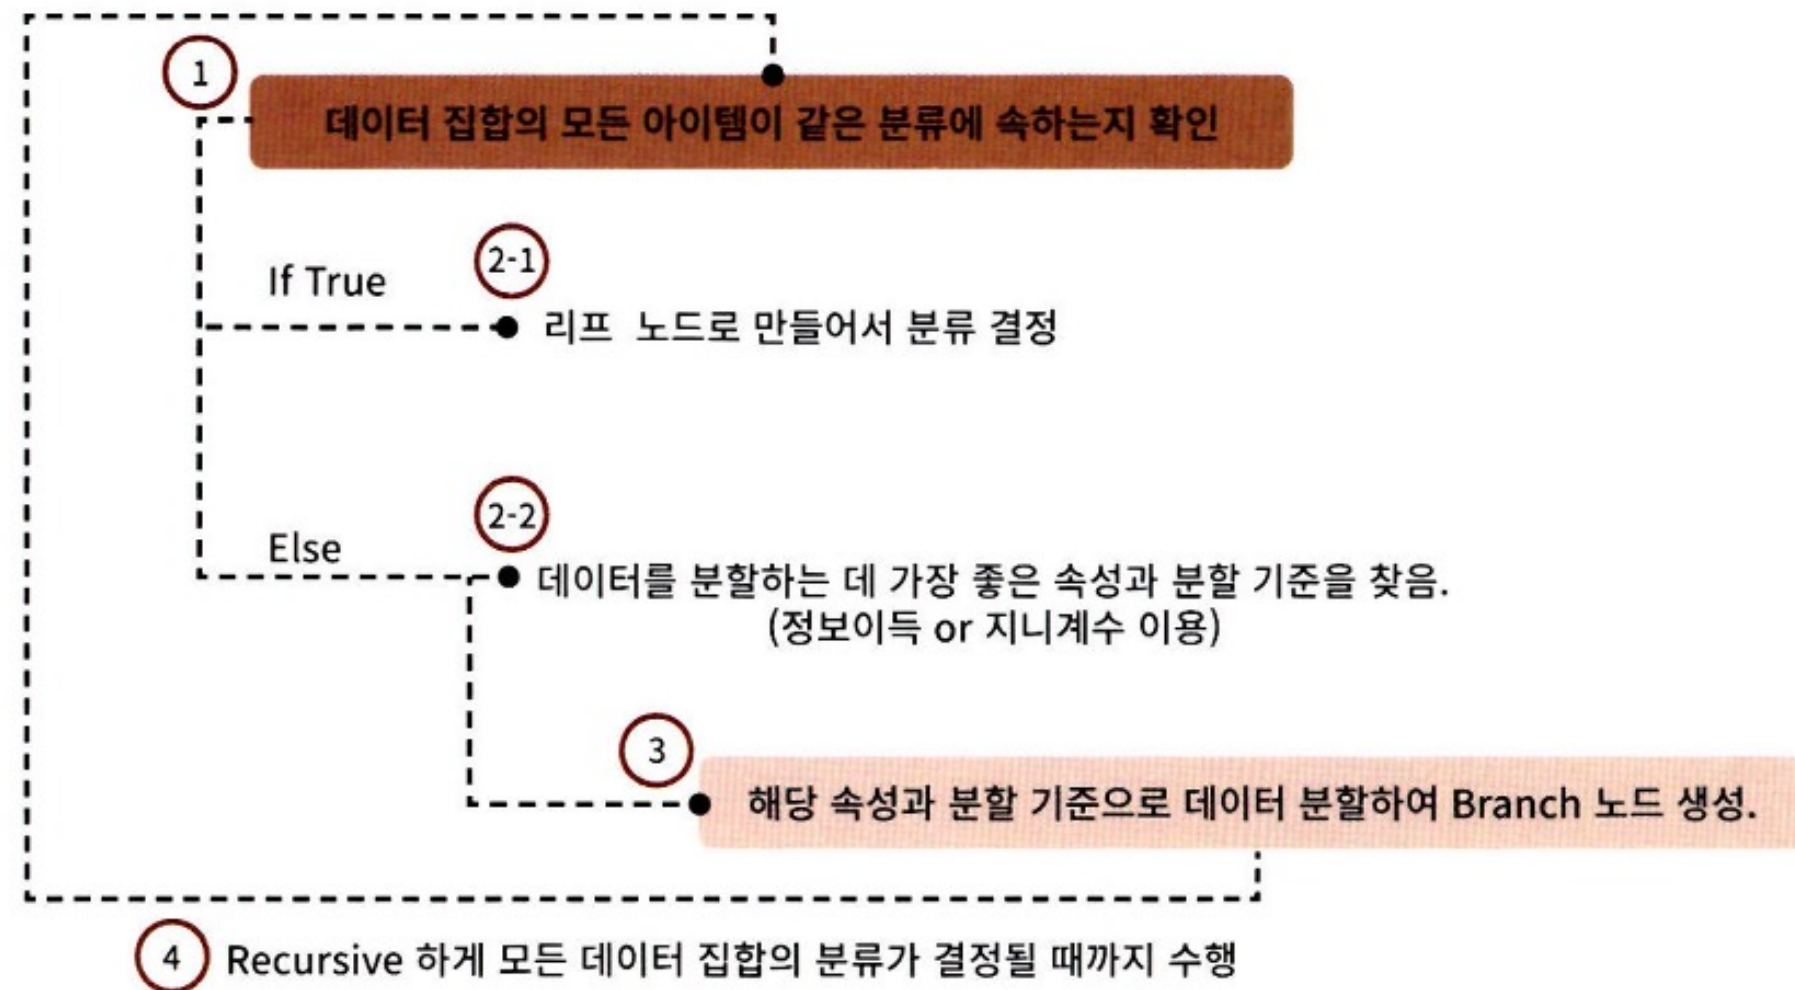 1
데이터 집합의 모든 아이템이 같은 분류에 속하는지 확인
If True
2-1
리프 노드로 만들어서 분류 결정
2-2
Else
데이터를 분할하는 데 가장 좋은 속성과 분할 기준을 찾음.
(정보이득 or 지니계수 이용)
3
해당 속성과 분할 기준으로 데이터 분할하여 Branch 노드 생성.
4 Recursive 하게 모든 데이터 집합의 분류가 결정될 때까지 수행